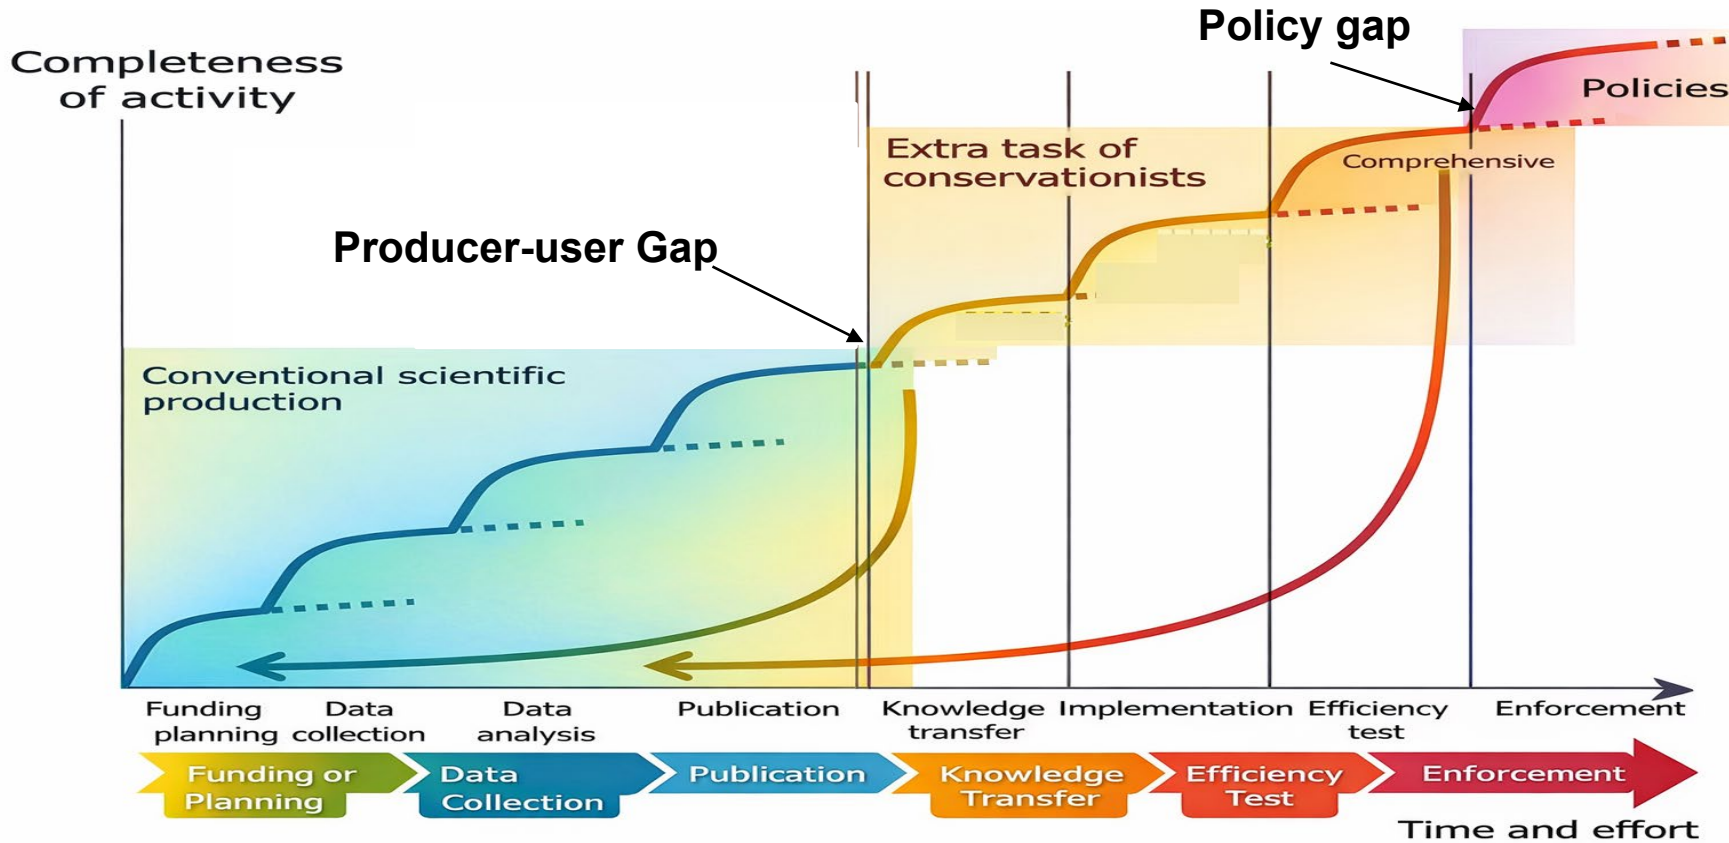 Policy gap
Completeness
of activity
Policies
Extra task of
conservationists
Comprehensive
Producer-user Gap
Conventional scientific
production
Funding
planning
Data
collection
Data
analysis
Publication
Knowledge
transfer
Implementation
Efficiency
test
Enforcement
Funding or
Planning
Data
Collection
Publication
Knowledge
Transfer
Efficiency
Test
Enforcement
Time and effort